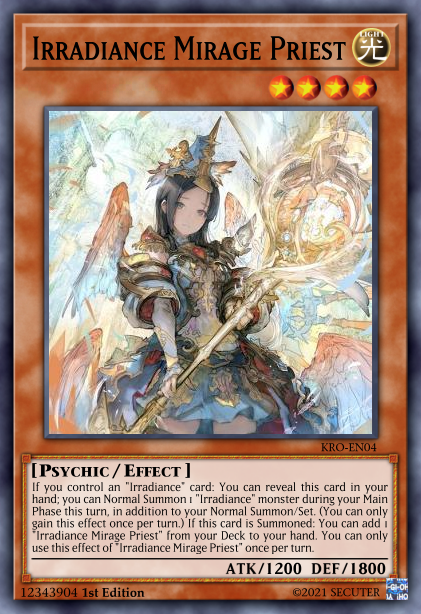 IRRADIANCE MIRAGE PRIEST
LIGHT
光
KRO-EN04
[PSYCHIC / EFFECT ]
If you control an "Irradiance" card: You can reveal this card in your
hand; you can Normal Summon 1 "Irradiance" monster during your Main
Phase this turn, in addition to your Normal Summon/Set. (You can only
gain this effect once per turn.) If this card is Summoned: You can add 1
"Irradiance Mirage Priest" from your Deck to your hand. You can only
use this effect of "Irradiance Mirage Priest" once per turn.
ATK/1200 DEF/1800
12343904 1st Edition
©2021 SECUTER